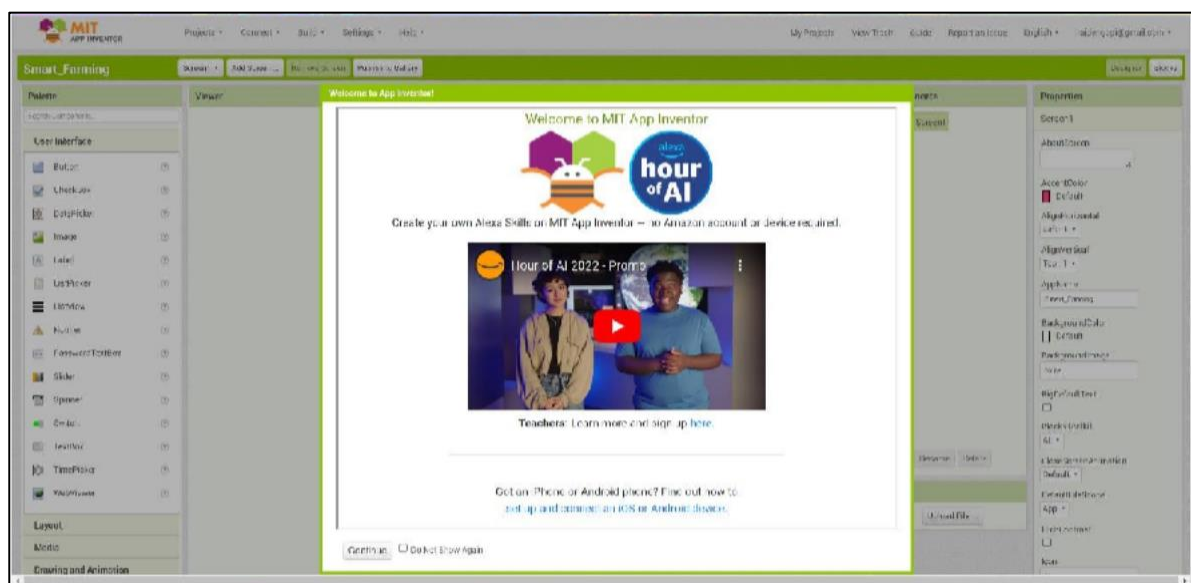 MIT
APP INVENTOR
Projects Connect Build Settings Help
My Projects View Trash Guide Report an Issue English
Smart_Farming
Add Screen ...
Designer Blocks
Palette
Viewer
Properties
Welcome to App Inventor!
Welcome to MIT App Inventor
alexa
hour
of AI
Create your own Alexa Skills on MIT App Inventor – no Amazon account or device required.
Hour of AI 2022 - Promo
Teachers: Learn more and sign up here.
Got an iPhone or Android phone? Find out how to
set up and connect an iOS or Android device.
Continue Do Not Show Again
User Interface
Button
CheckBox
DatePicker
Image
Label
ListPicker
ListView
Notifier
PasswordTextBox
Slider
Spinner
Switch
TextBox
TimePicker
WebViewer
Layout
Media
Drawing and Animation
Screen1
Rename Delete
Upload File ...
Screen1
AboutScreen
AccentColor
Default
AlignHorizontal
AlignVertical
AppName
Smart_Farming
BackgroundColor
Default
BackgroundImage
None
BigDefaultText
BlocksToolkit
CloseScreenAnimation
Default
DefaultFileScope
App
HighContrast
Icon